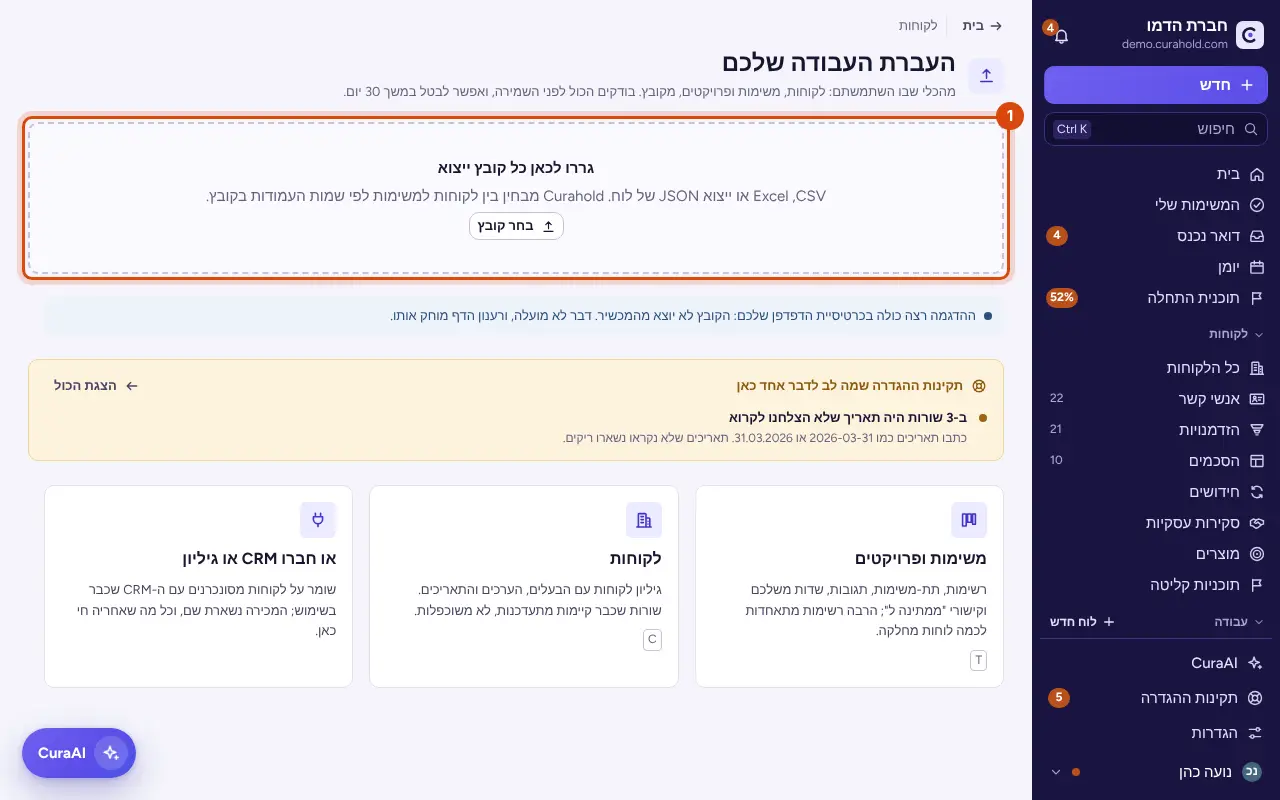 חברת הדמו
demo.curahold.com
4
+ חדש
חיפוש
Ctrl K
בית
המשימות שלי
דואר נכנס
4
יומן
תוכנית התחלה
52%
לקוחות
כל הלקוחות
אנשי קשר
22
הזדמנויות
21
הסכמים
10
חידושים
סקירות עסקיות
מוצרים
תוכניות קליטה
עבודה
+ לוח חדש
CuraAI
תקינות ההגדרה
5
הגדרות
נכ
נועה כהן
→ בית
לקוחות
העברת העבודה שלכם
מהכלי שבו השתמשתם: לקוחות, משימות ופרויקטים, מקובץ. בודקים הכול לפני השמירה, ואפשר לבטל במשך 30 יום.
1
גררו לכאן כל קובץ ייצוא
CSV, Excel או ייצוא JSON של לוח. Curahold מבחין בין לקוחות למשימות לפי שמות העמודות בקובץ.
בחר קובץ
ההדגמה רצה כולה בכרטיסיית הדפדפן שלכם: הקובץ לא יוצא מהמכשיר. דבר לא מועלה, ורענון הדף מוחק אותו.
תקינות ההגדרה שמה לב לדבר אחד כאן
הצגת הכול ←
ב-3 שורות היה תאריך שלא הצלחנו לקרוא
כתבו תאריכים כמו 2026-03-31 או 31.03.2026. תאריכים שלא נקראו נשארו ריקים.
משימות ופרויקטים
רשימות, תת-משימות, תגובות, שדות משלכם
וקישורי "ממתינה ל"; הרבה רשימות מתאחדות
לכמה לוחות מחלקה.
T
לקוחות
גיליון לקוחות עם הבעלים, הערכים והתאריכים.
שורות שכבר קיימות מתעדכנות, לא משוכפלות.
C
או חברו CRM או גיליון
שומר על לקוחות מסונכרנים עם ה-CRM שכבר
בשימוש; המכירה נשארת שם, וכל מה שאחריה חי
כאן.
CuraAI